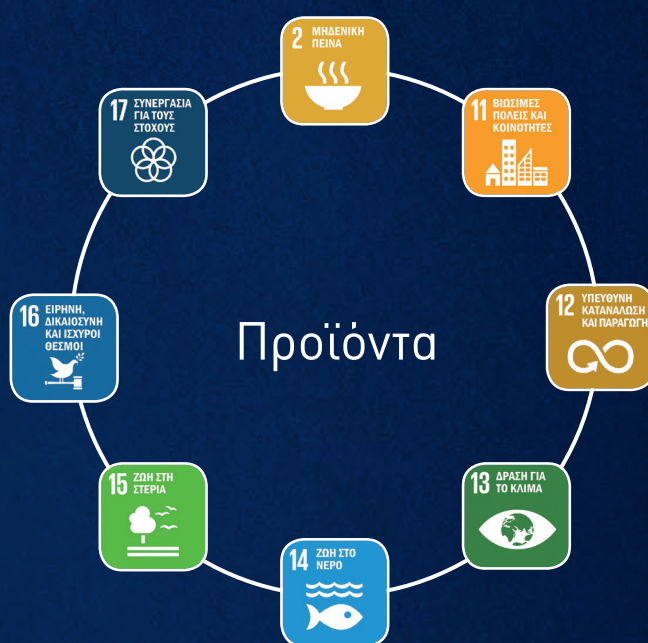 2 ΜΗΔΕΝΙΚΗ
ΠΕΙΝΑ
11 ΒΙΩΣΙΜΕΣ
ΠΟΛΕΙΣ ΚΑΙ
ΚΟΙΝΟΤΗΤΕΣ
12 ΥΠΕΥΘΥΝΗ
ΚΑΤΑΝΑΛΩΣΗ
ΚΑΙ ΠΑΡΑΓΩΓΗ
13 ΔΡΑΣΗ ΓΙΑ
ΤΟ ΚΛΙΜΑ
14 ΖΩΗ ΣΤΟ
ΝΕΡΟ
15 ΖΩΗ ΣΤΗ
ΣΤΕΡΙΑ
16 ΕΙΡΗΝΗ,
ΔΙΚΑΙΟΣΥΝΗ
ΚΑΙ ΙΣΧΥΡΟΙ
ΘΕΣΜΟΙ
17 ΣΥΝΕΡΓΑΣΙΑ
ΓΙΑ ΤΟΥΣ
ΣΤΟΧΟΥΣ
Προϊόντα